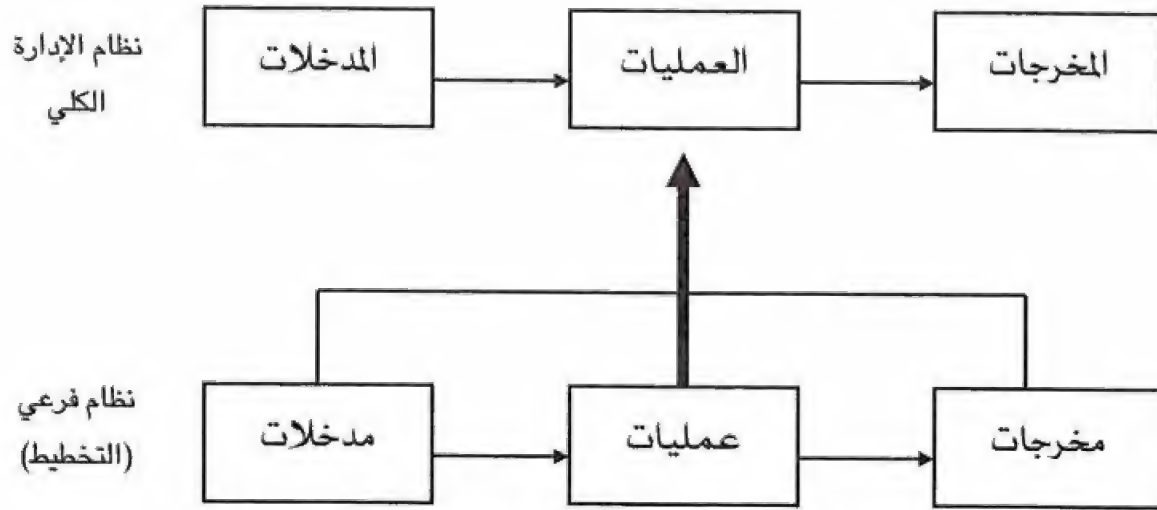 نظام الإدارة
الكلي
المدخلات
العمليات
المخرجات
نظام فرعي
(التخطيط)
مدخلات
عمليات
مخرجات